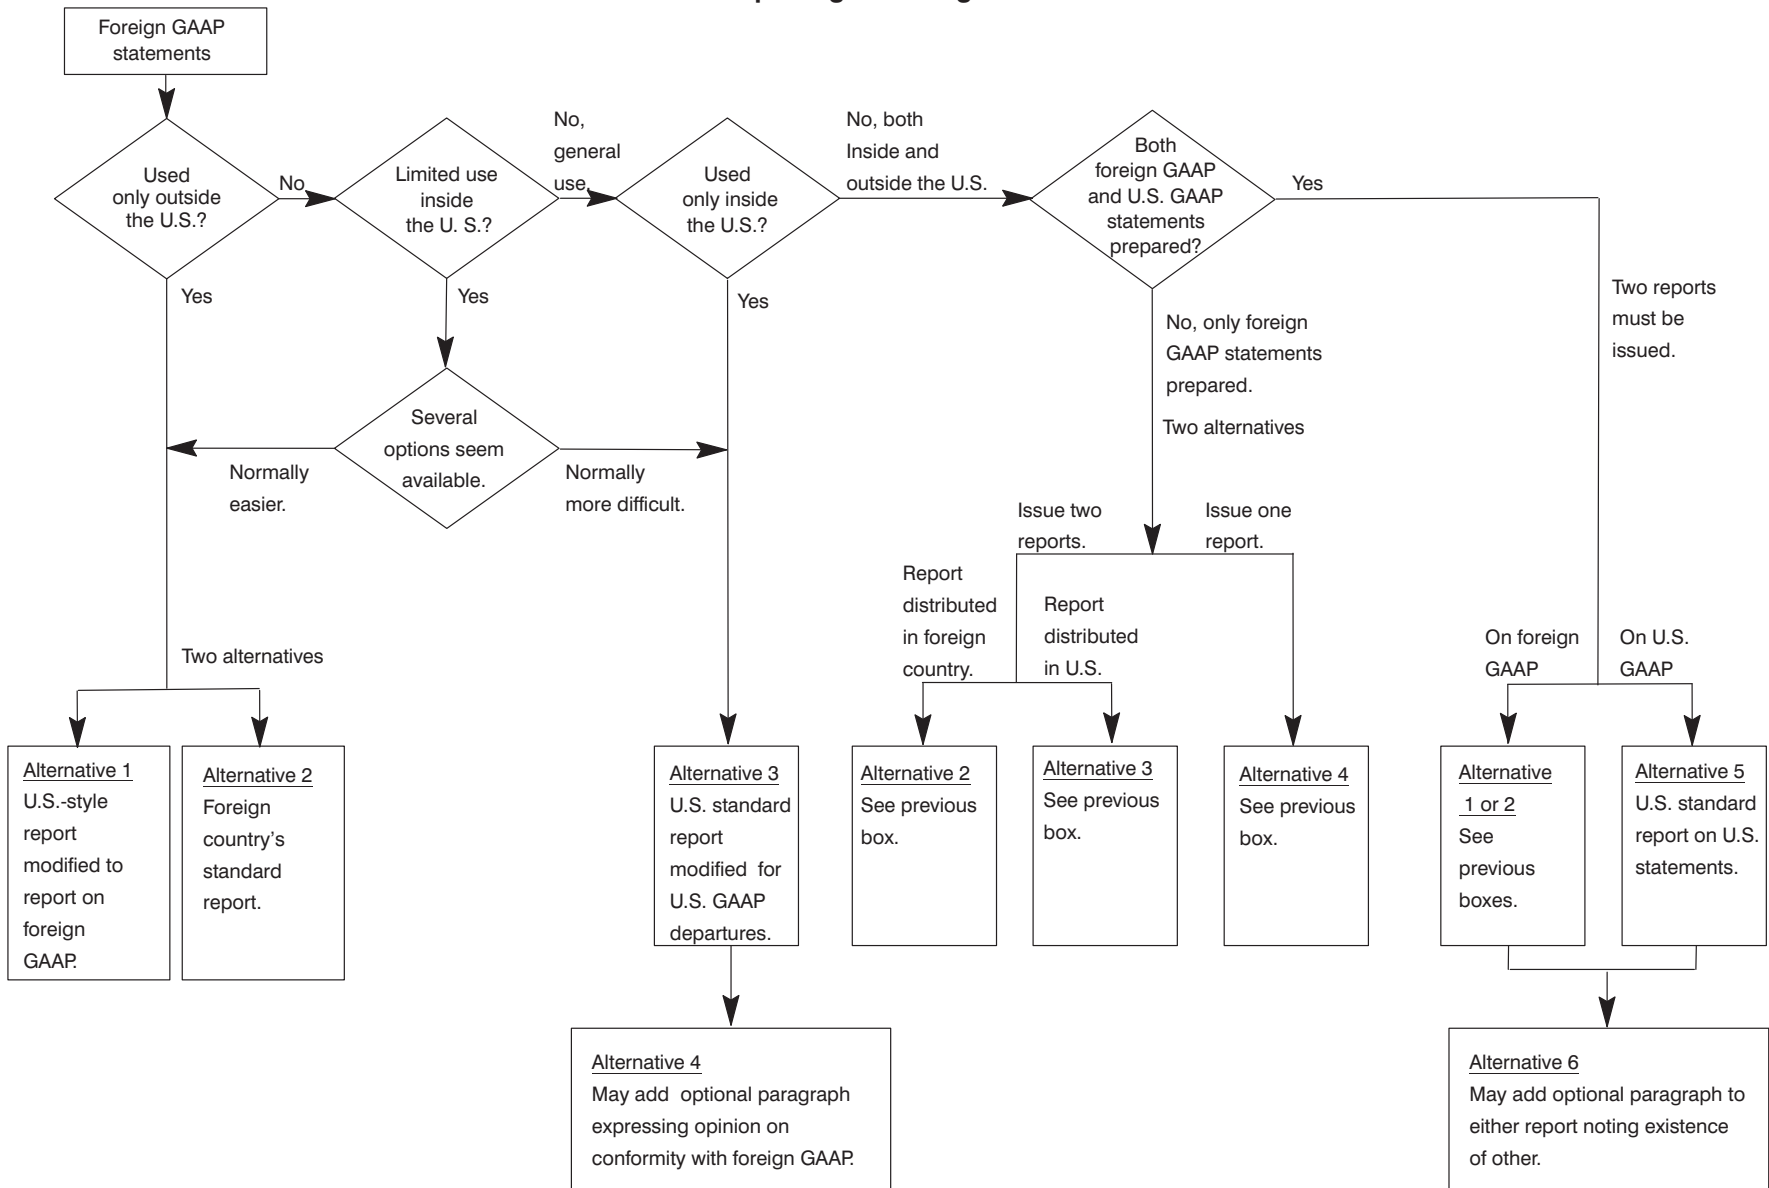 Foreign GAAP
statements
Used
only outside
the U.S.?
No
Limited use
inside
the U. S.?
No,
general
use.
Used
only inside
the U.S.?
No, both
Inside and
outside the U.S.
Both
foreign GAAP
and U.S. GAAP
statements
prepared?
Yes
Yes
Yes
Yes
Two reports
must be
issued.
No, only foreign
GAAP statements
prepared.
Two alternatives
Several
options seem
available.
Normally
easier.
Normally
more difficult.
Issue two
reports.
Issue one
report.
Report
distributed
in foreign
country.
Report
distributed
in U.S.
On foreign
GAAP
On U.S.
GAAP
Two alternatives
Alternative 1
U.S.-style
report
modified to
report on
foreign
GAAP.
Alternative 2
Foreign
country's
standard
report.
Alternative 3
U.S. standard
report
modified for
U.S. GAAP
departures.
Alternative 2
See previous
box.
Alternative 3
See previous
box.
Alternative 4
See previous
box.
Alternative
1 or 2
See
previous
boxes.
Alternative 5
U.S. standard
report on U.S.
statements.
Alternative 4
May add optional paragraph
expressing opinion on
conformity with foreign GAAP.
Alternative 6
May add optional paragraph to
either report noting existence
of other.